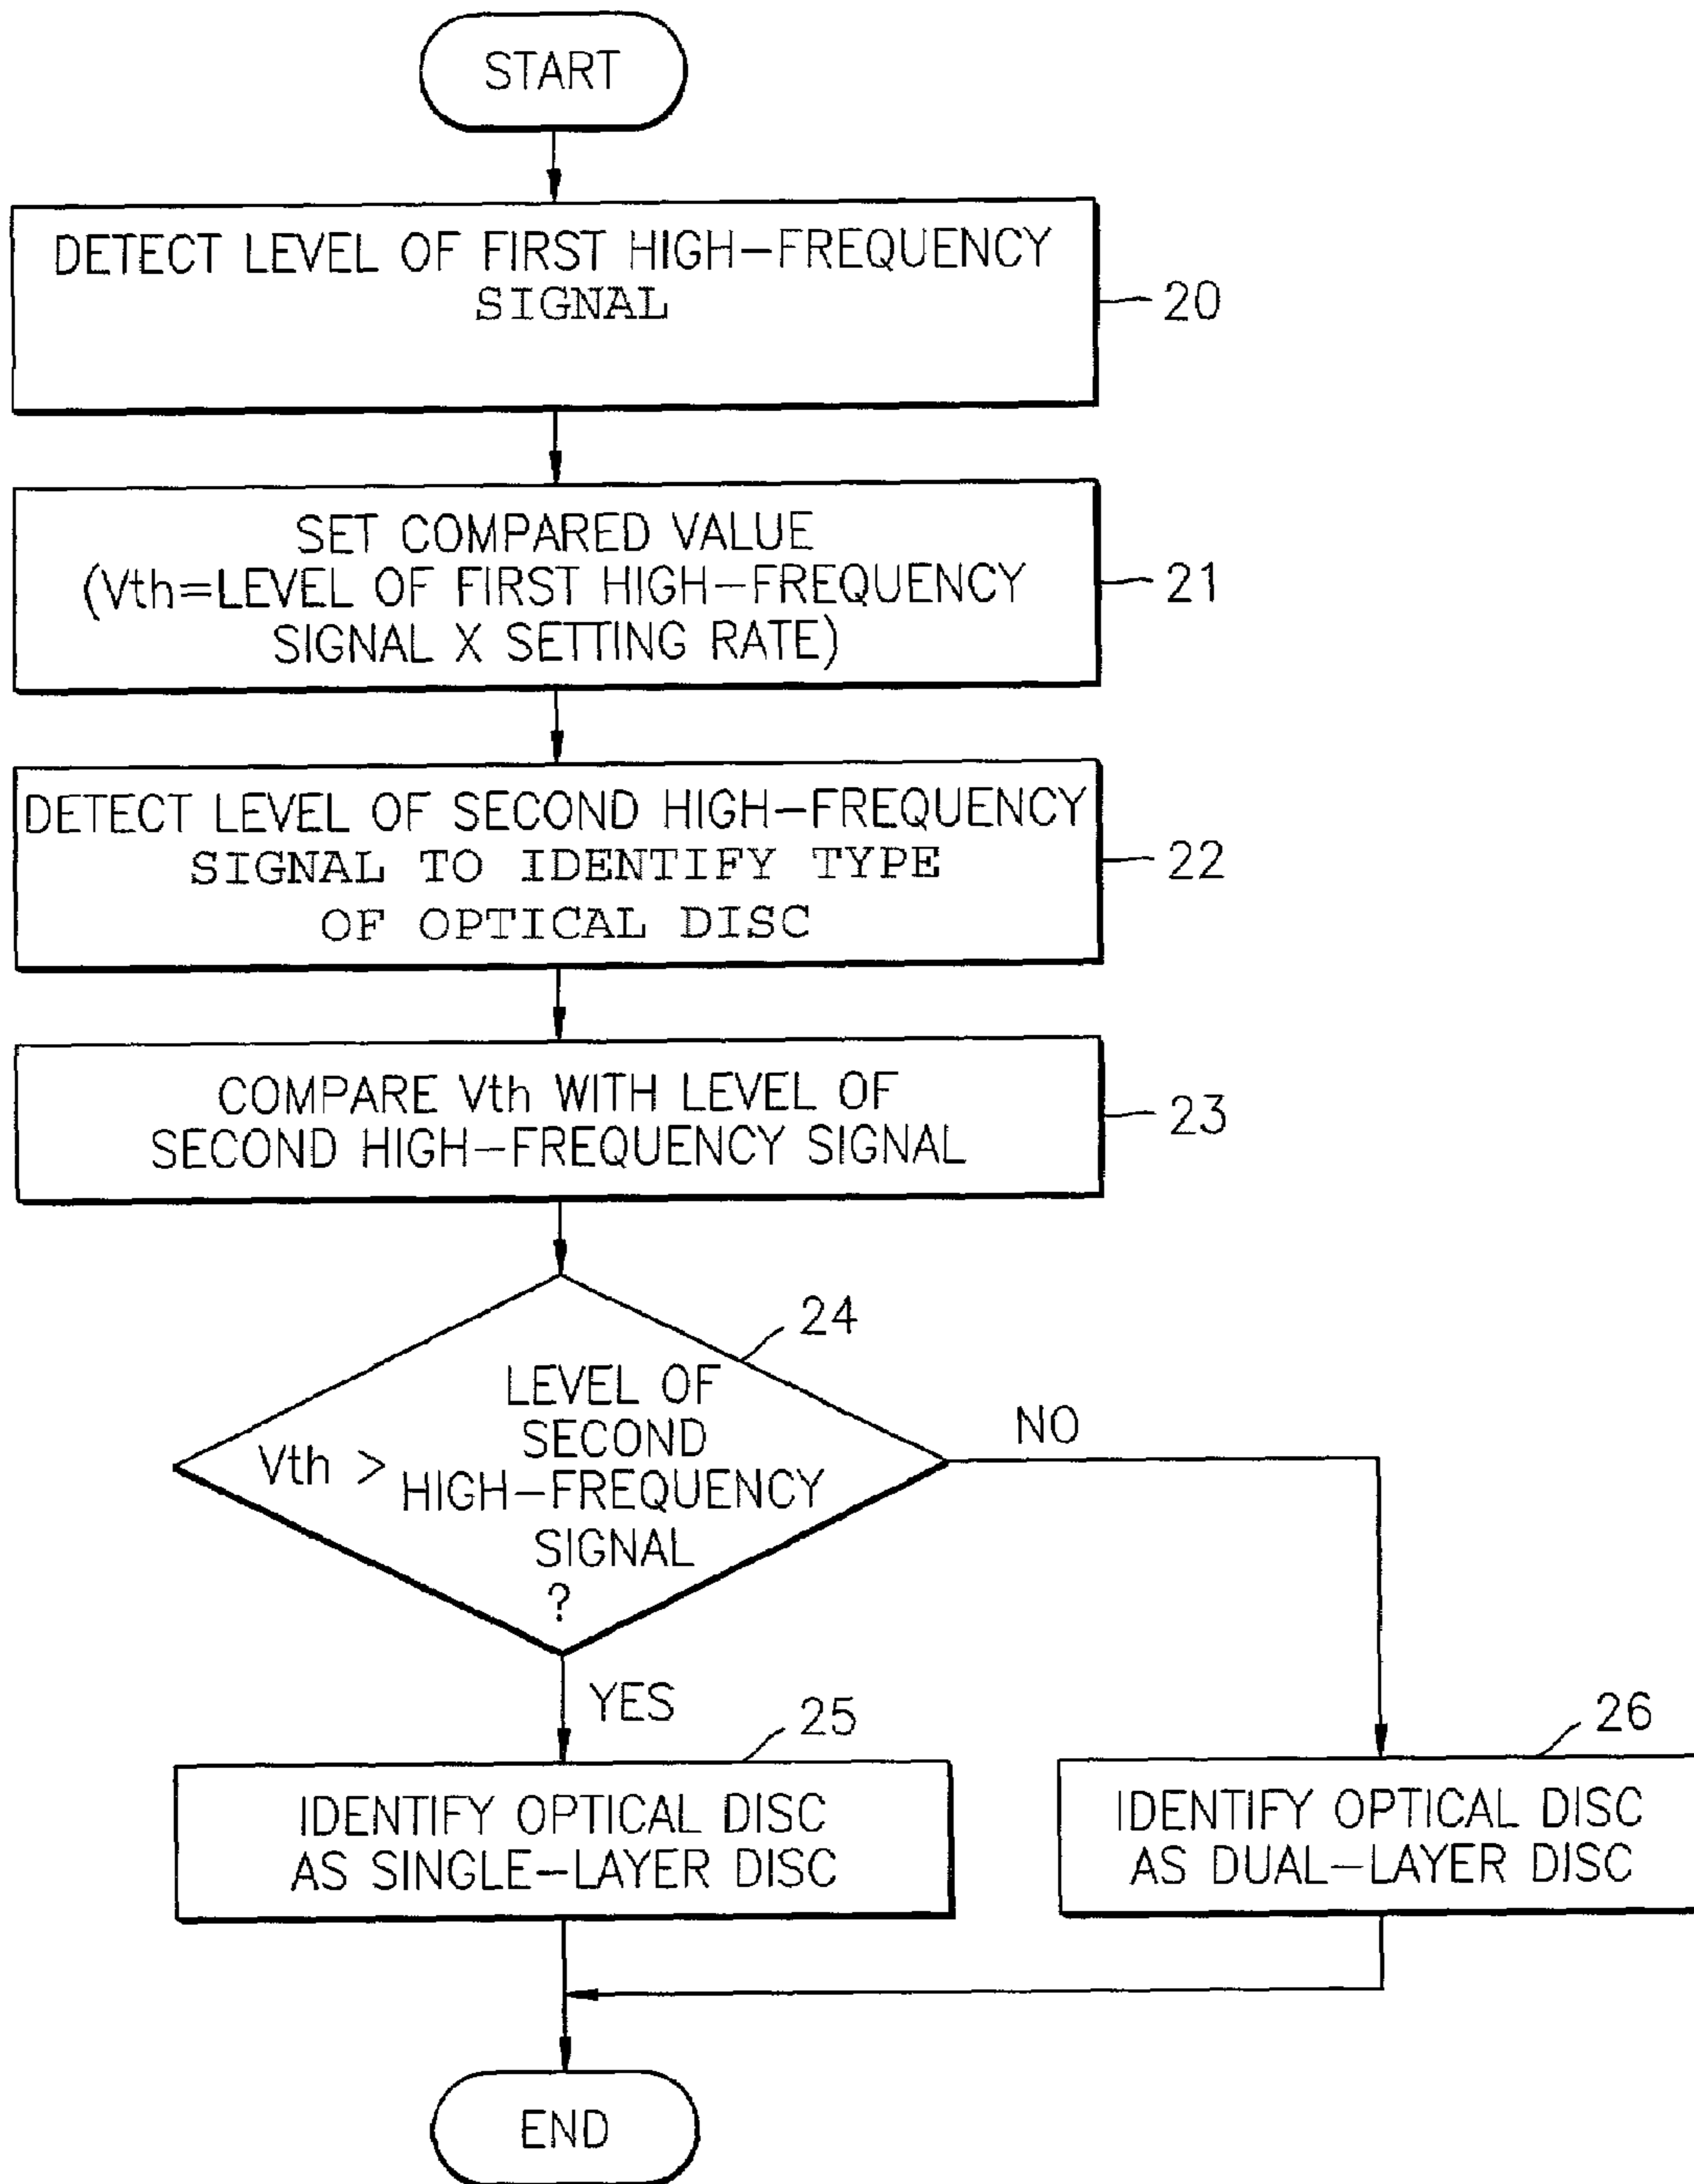 START
DETECT LEVEL OF FIRST HIGH-FREQUENCY
SIGNAL
20
SET COMPARED VALUE
(Vth=LEVEL OF FIRST HIGH-FREQUENCY
SIGNAL X SETTING RATE)
21
DETECT LEVEL OF SECOND HIGH-FREQUENCY
SIGNAL TO IDENTIFY TYPE
OF OPTICAL DISC
22
COMPARE Vth WITH LEVEL OF
SECOND HIGH-FREQUENCY SIGNAL
23
24
Vth >
LEVEL OF
SECOND
HIGH-FREQUENCY
SIGNAL
?
NO
YES
25
IDENTIFY OPTICAL DISC
AS SINGLE-LAYER DISC
26
IDENTIFY OPTICAL DISC
AS DUAL-LAYER DISC
END